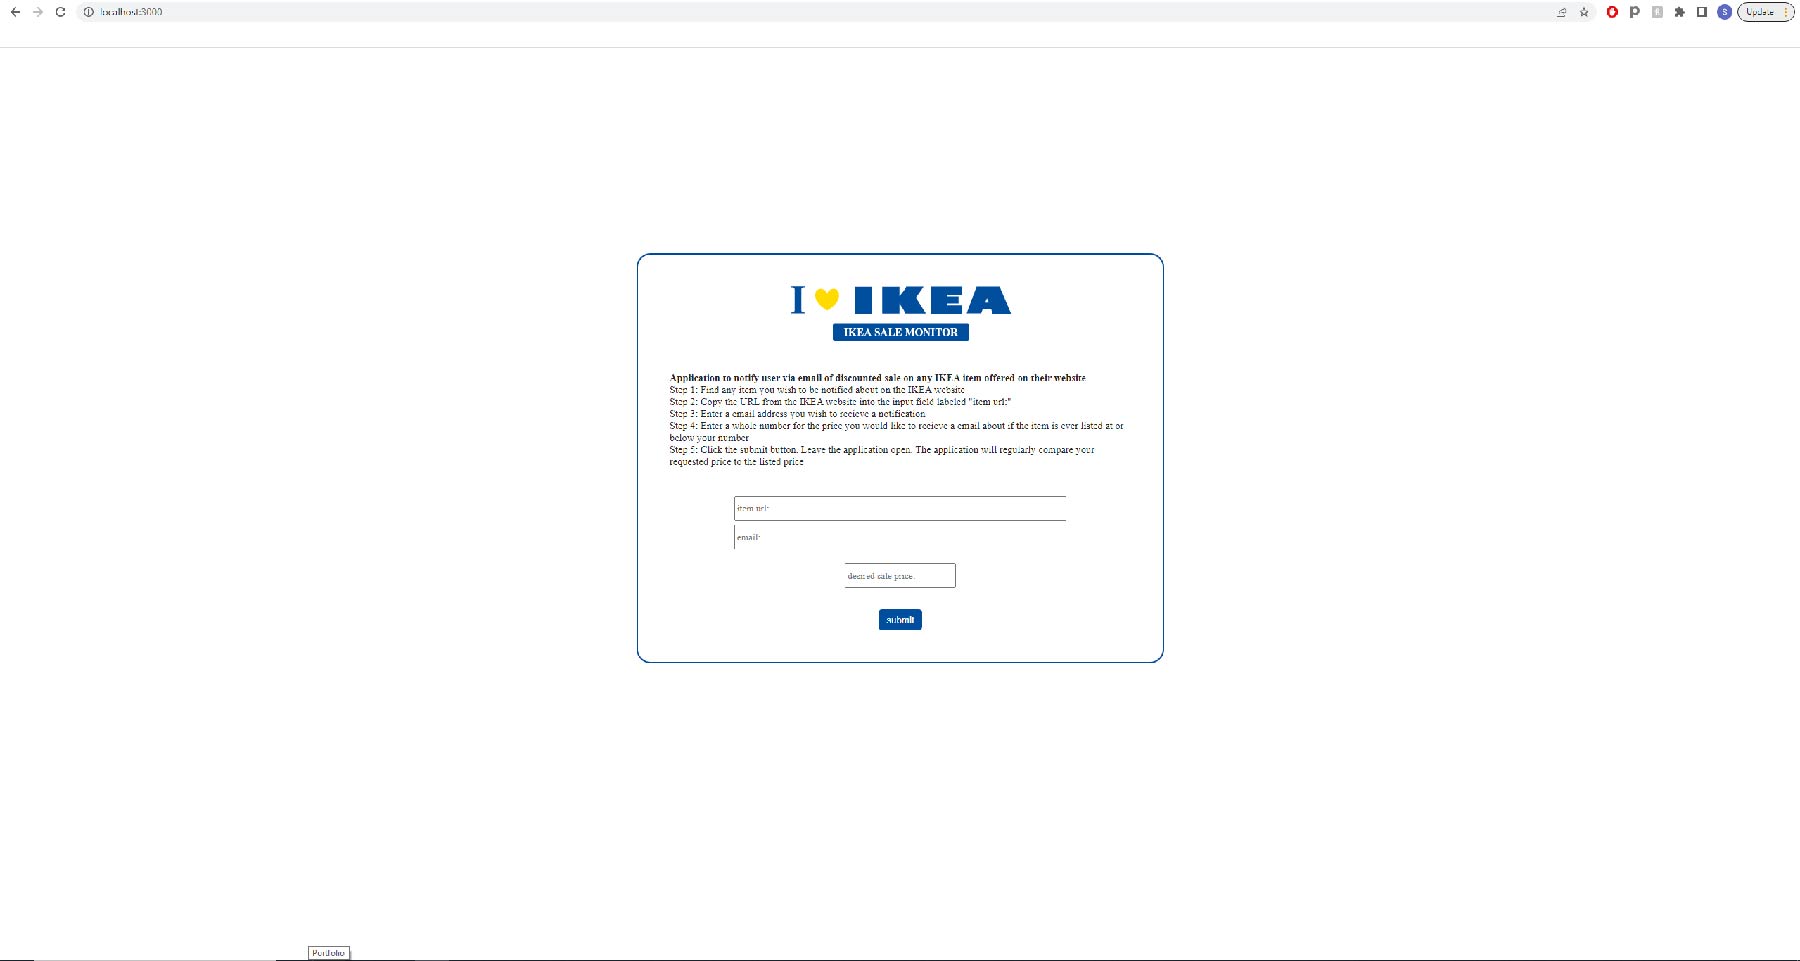 localhost:3000
S
Update
I IKEA
IKEA SALE MONITOR
Application to notify user via email of discounted sale on any IKEA item offered on their website
Step 1: Find any item you wish to be notified about on the IKEA website
Step 2: Copy the URL from the IKEA website into the input field labeled "item url:"
Step 3: Enter a email address you wish to recieve a notification
Step 4: Enter a whole number for the price you would like to recieve a email about if the item is ever listed at or
below your number
Step 5: Click the submit button. Leave the application open. The application will regularly compare your
requested price to the listed price
item url:
email:
desired sale price:
submit
Portfolio